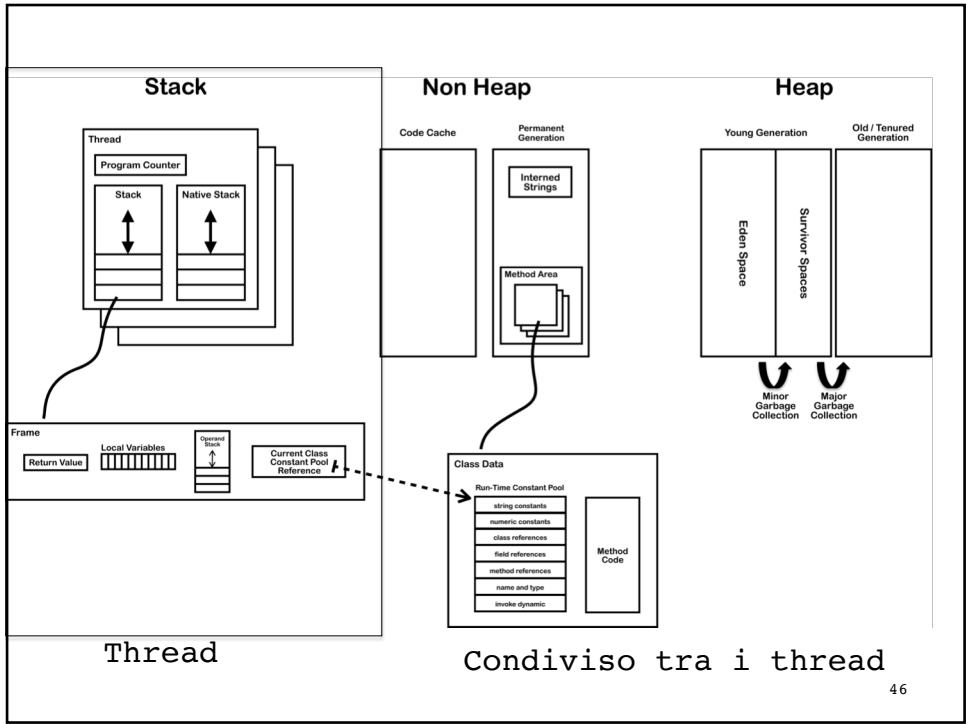 Stack
Thread
Program Counter
Stack
Native Stack
Frame
Return Value
Local Variables
Operand
Stack
Current Class
Constant Pool
Reference
Thread
Non Heap
Code Cache
Permanent
Generation
Interned
Strings
Method Area
Class Data
Run-Time Constant Pool
string constants
numeric constants
class references
field references
method references
name and type
invoke dynamic
Method
Code
Heap
Young Generation
Old / Tenured
Generation
Eden Space
Survivor Spaces
Minor
Garbage
Collection
Major
Garbage
Collection
Condiviso tra i thread
46